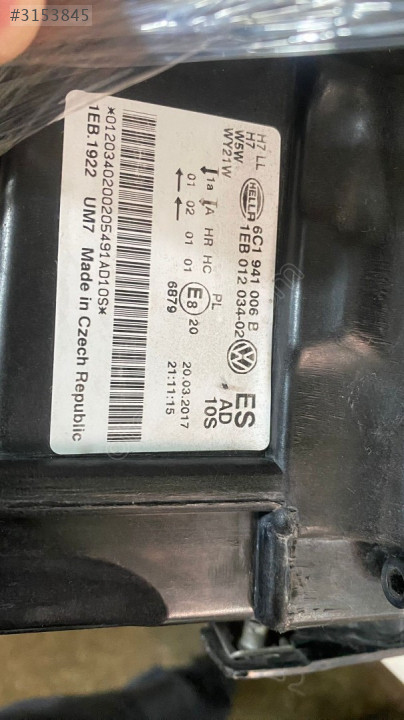 #3153845
H7 LL
H7
W5W
WY21W
HELLA
6C1 941 006 B
1EB 012 034-02
ES
AD
10S
1a A HR HC PL
01 02 01 01
E8 20
6879
20.03.2017
21:11:15
*0120340200205491AD10S*
1EB.1922 UM7 Made in Czech Republic